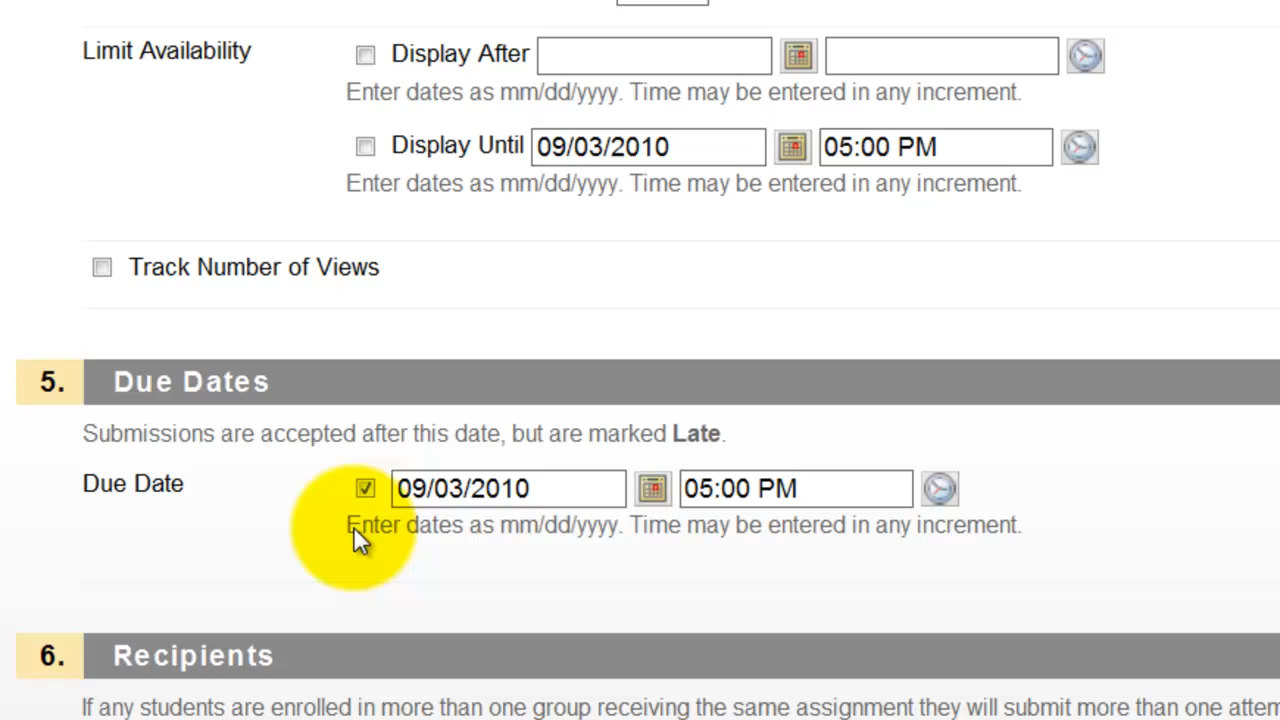 Limit Availability Display After
Enter dates as mm/dd/yyyy. Time may be entered in any increment.
Display Until 09/03/2010 05:00 PM
Enter dates as mm/dd/yyyy. Time may be entered in any increment.
Track Number of Views
5. Due Dates
Submissions are accepted after this date, but are marked Late.
Due Date 09/03/2010 05:00 PM
Enter dates as mm/dd/yyyy. Time may be entered in any increment.
6. Recipients
If any students are enrolled in more than one group receiving the same assignment they will submit more than one